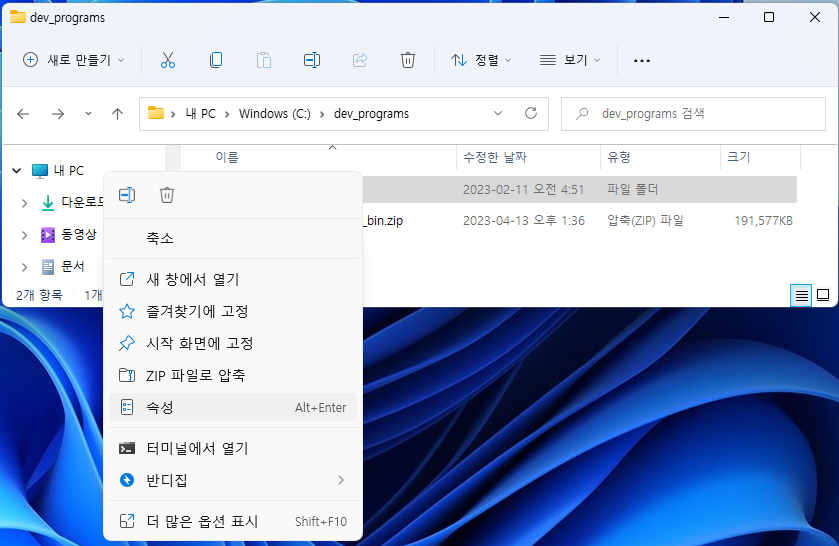 dev_programs
새로 만들기
정렬
보기
내 PC > Windows (C:) > dev_programs
dev_programs 검색
이름
수정한 날짜
유형
크기
내 PC
다운로드
동영상
문서
2023-02-11 오전 4:51
파일 폴더
_bin.zip
2023-04-13 오후 1:36
압축(ZIP) 파일
191,577KB
2개 항목
1개
축소
새 창에서 열기
즐겨찾기에 고정
시작 화면에 고정
ZIP 파일로 압축
속성 Alt+Enter
터미널에서 열기
반디집
더 많은 옵션 표시 Shift+F10